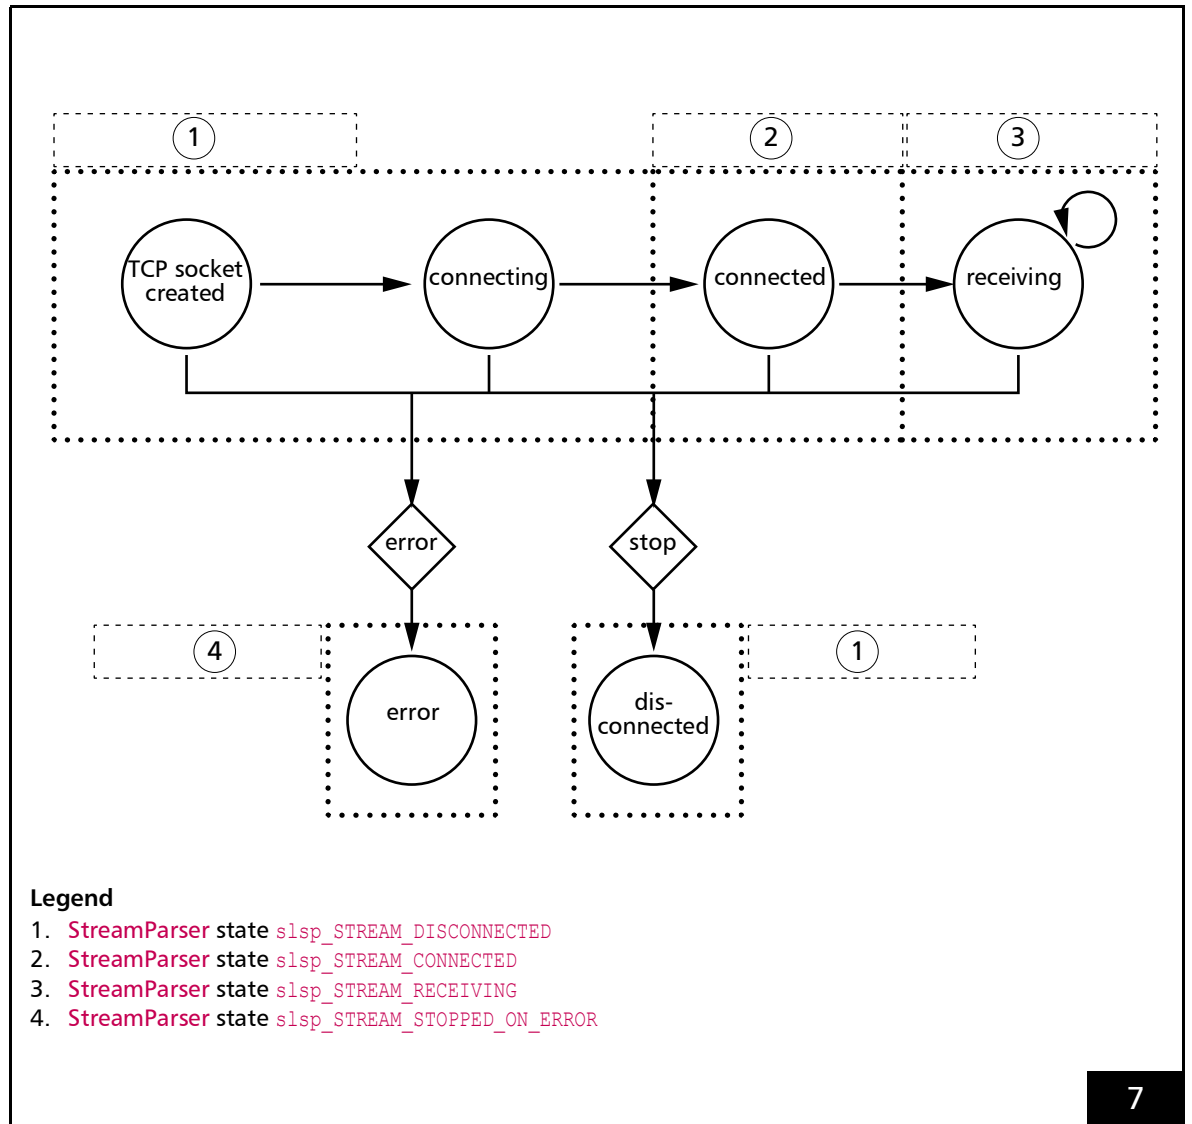 1
2
3
TCP socket
created
connecting
connected
receiving
error
stop
4
1
error
dis-
connected
Legend
1. StreamParser state slsp_STREAM_DISCONNECTED
2. StreamParser state slsp_STREAM_CONNECTED
3. StreamParser state slsp_STREAM_RECEIVING
4. StreamParser state slsp_STREAM_STOPPED_ON_ERROR
7